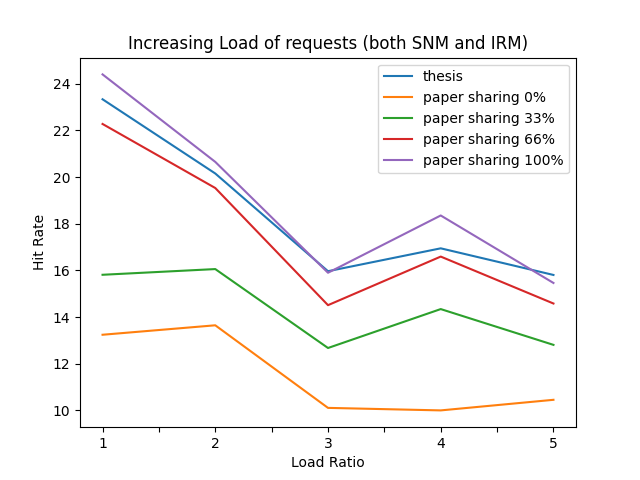 Increasing Load of requests (both SNM and IRM)
thesis
paper sharing 0%
paper sharing 33%
paper sharing 66%
paper sharing 100%
24
22
20
18
16
14
12
10
Hit Rate
1
2
3
4
5
Load Ratio